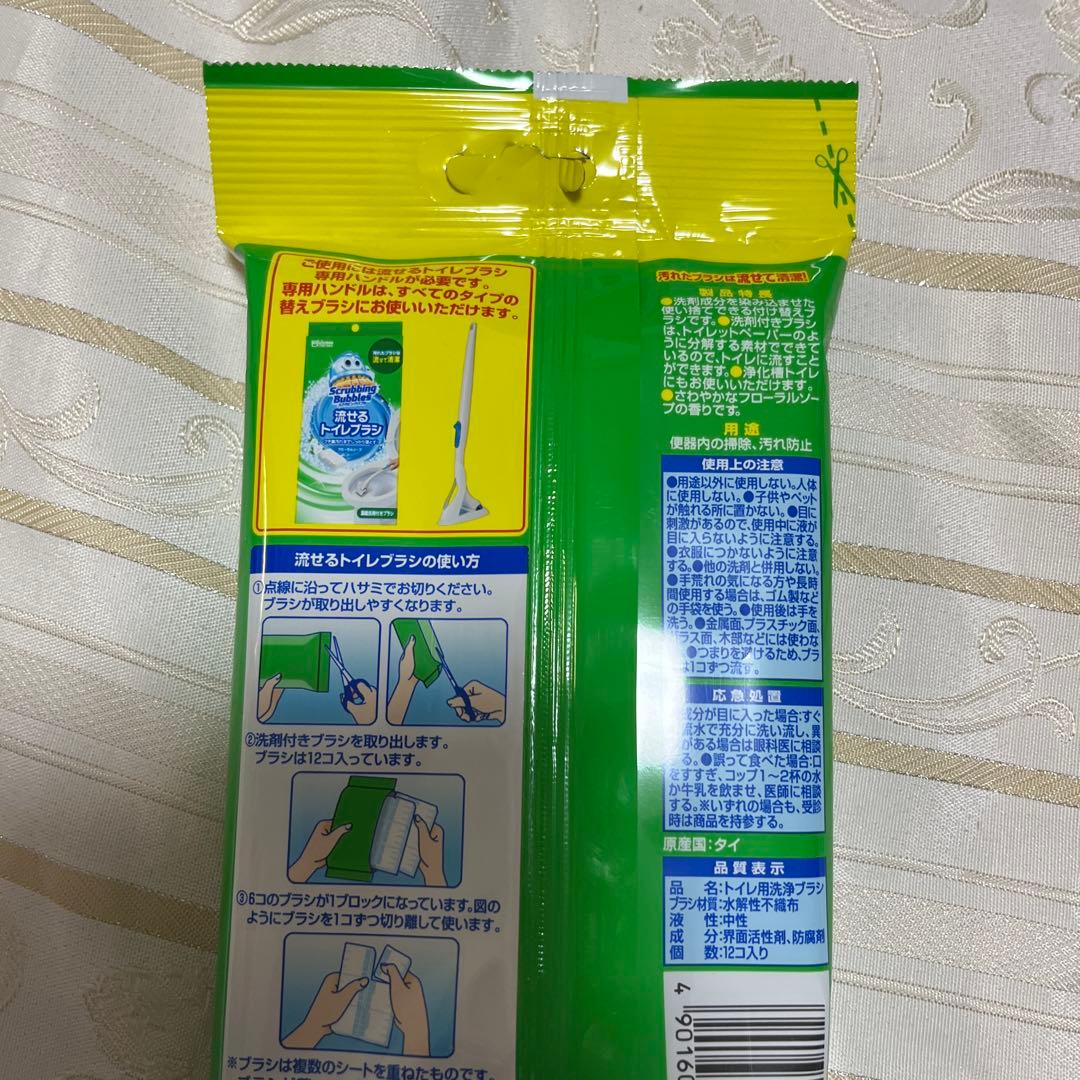 ご使用には流せるトイレブラシ
専用ハンドルが必要です。
専用ハンドルは、すべてのタイプの
替えブラシにお使いいただけます。
汚れたブラシは
流せて清潔
Scrubbing
Bubbles
流せる
トイレブラシ
フローラルソープ
濃縮洗剤付きブラシ
流せるトイレブラシの使い方
①点線に沿ってハサミでお切りください。
ブラシが取り出しやすくなります。
②洗剤付きブラシを取り出します。
ブラシは12コ入っています。
③6コのブラシが1ブロックになっています。図の
ようにブラシを1コずつ切り離して使います。
※ブラシは複数のシートを重ねたものです。
汚れたブラシは流せて清潔!
製品特長
●洗剤成分を染み込ませた
使い捨てできる付け替えブ
ラシです。●洗剤付きブラシ
は、トイレットペーパーのよ
うに分解する素材でできて
いるので、トイレに流すこと
ができます。●浄化槽トイレ
にもお使いいただけます。
●さわやかなフローラルソー
プの香りです。
用途
便器内の掃除、汚れ防止
使用上の注意
●用途以外に使用しない。人体
に使用しない。●子供やペット
が触れる所に置かない。●目に
刺激があるので、使用中に液が
目に入らないように注意する。
●衣服につかないように注意
する。●他の洗剤と併用しない。
●手荒れの気になる方や長時
間使用する場合は、ゴム製など
の手袋を使う。●使用後は手を
洗う。●金属面、プラスチック面、
ガラス面、木部などには使わな
●つまりを避けるため、ブラ
は1コずつ流す。
応急処置
成分が目に入った場合:すぐ
流水で充分に洗い流し、異
がある場合は眼科医に相談
する。●誤って食べた場合:口
をすすぎ、コップ1〜2杯の水
か牛乳を飲ませ、医師に相談
する。※いずれの場合も、受診
時は商品を持参する。
原産国:タイ
品質表示
品 名:トイレ用洗浄ブラシ
ブラシ材質:水解性不織布
液 性:中性
成 分:界面活性剤、防腐剤
個 数:12コ入り
4 90160